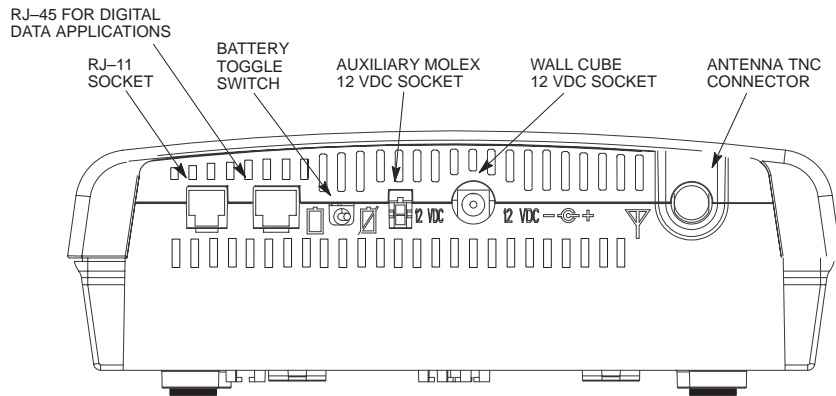 RJ–45 FOR DIGITAL
DATA APPLICATIONS
RJ–11
SOCKET
BATTERY
TOGGLE
SWITCH
AUXILIARY MOLEX
12 VDC SOCKET
WALL CUBE
12 VDC SOCKET
ANTENNA TNC
CONNECTOR
12 VDC
12 VDC